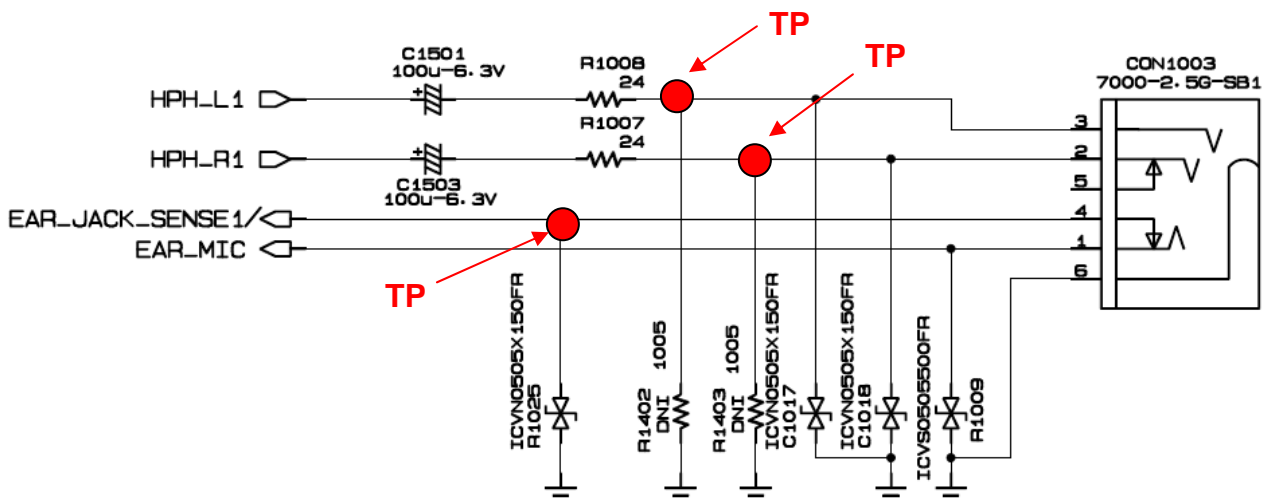 TP
TP
C1501
100u-6.3V
R1008
24
CON1003
7000-2.5G-SB1
HPH_L1
3
R1007
24
HPH_R1
2
C1503
100u-6.3V
5
EAR_JACK_SENSE1/
4
EAR_MIC
1
6
TP
ICVN0505X150FR
R1025
1005
R1402
DNI
1005
R1403
DNI
ICVN0505X150FR
C1017
ICVN0505X150FR
C1018
ICVS0505500FR
R1009